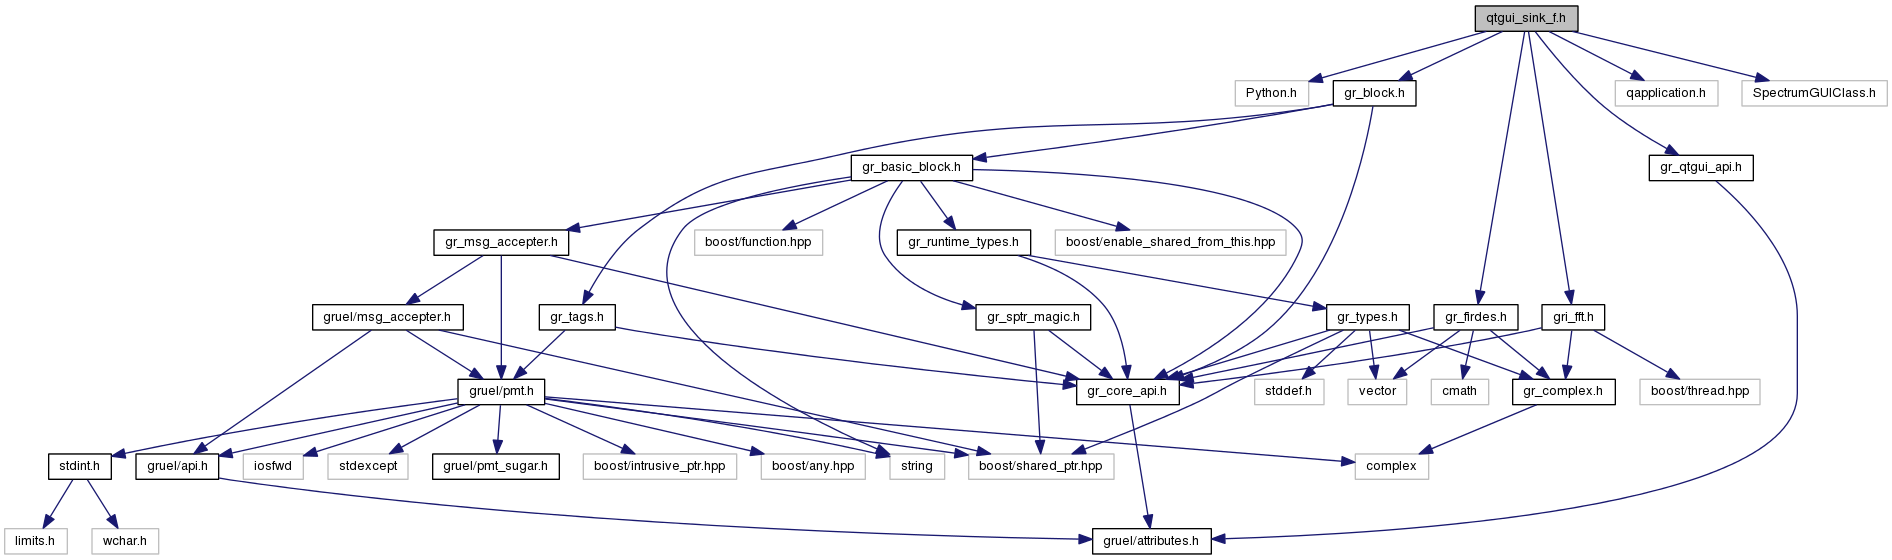 qtgui_sink_f.h
Python.h
gr_block.h
qapplication.h
SpectrumGUIClass.h
gr_basic_block.h
gr_qtgui_api.h
gr_msg_accepter.h
boost/function.hpp
gr_runtime_types.h
boost/enable_shared_from_this.hpp
gruel/msg_accepter.h
gr_tags.h
gr_sptr_magic.h
gr_types.h
gr_firdes.h
gri_fft.h
gruel/pmt.h
gr_core_api.h
stddef.h
vector
cmath
gr_complex.h
boost/thread.hpp
stdint.h
gruel/api.h
iosfwd
stdexcept
gruel/pmt_sugar.h
boost/intrusive_ptr.hpp
boost/any.hpp
string
boost/shared_ptr.hpp
complex
limits.h
wchar.h
gruel/attributes.h